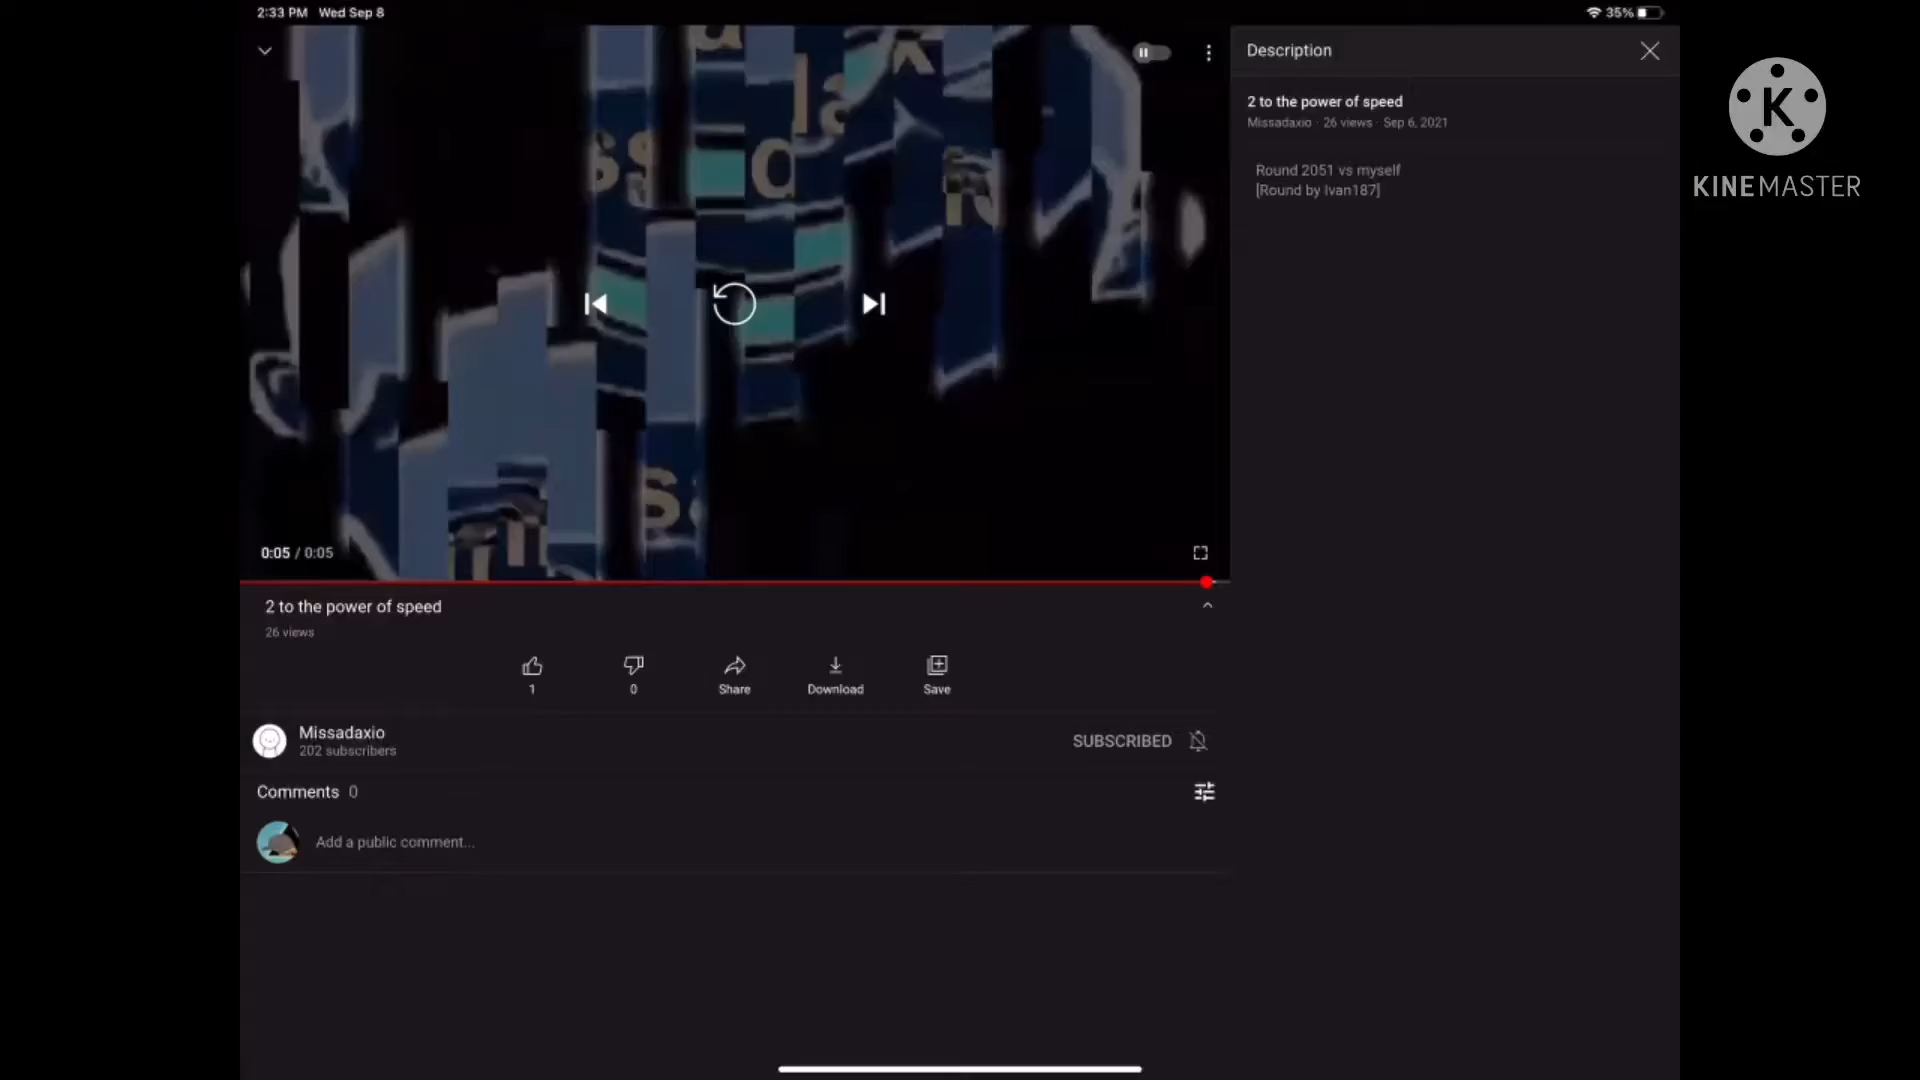 2:33 PM Wed Sep 8
35%
Description
2 to the power of speed
Missadaxio · 26 views · Sep 6, 2021
Round 2051 vs myself
[Round by Ivan187]
K
KINEMASTER
0:05 / 0:05
2 to the power of speed
26 views
1
0
Share
Download
Save
Missadaxio
202 subscribers
SUBSCRIBED
Comments 0
Add a public comment...